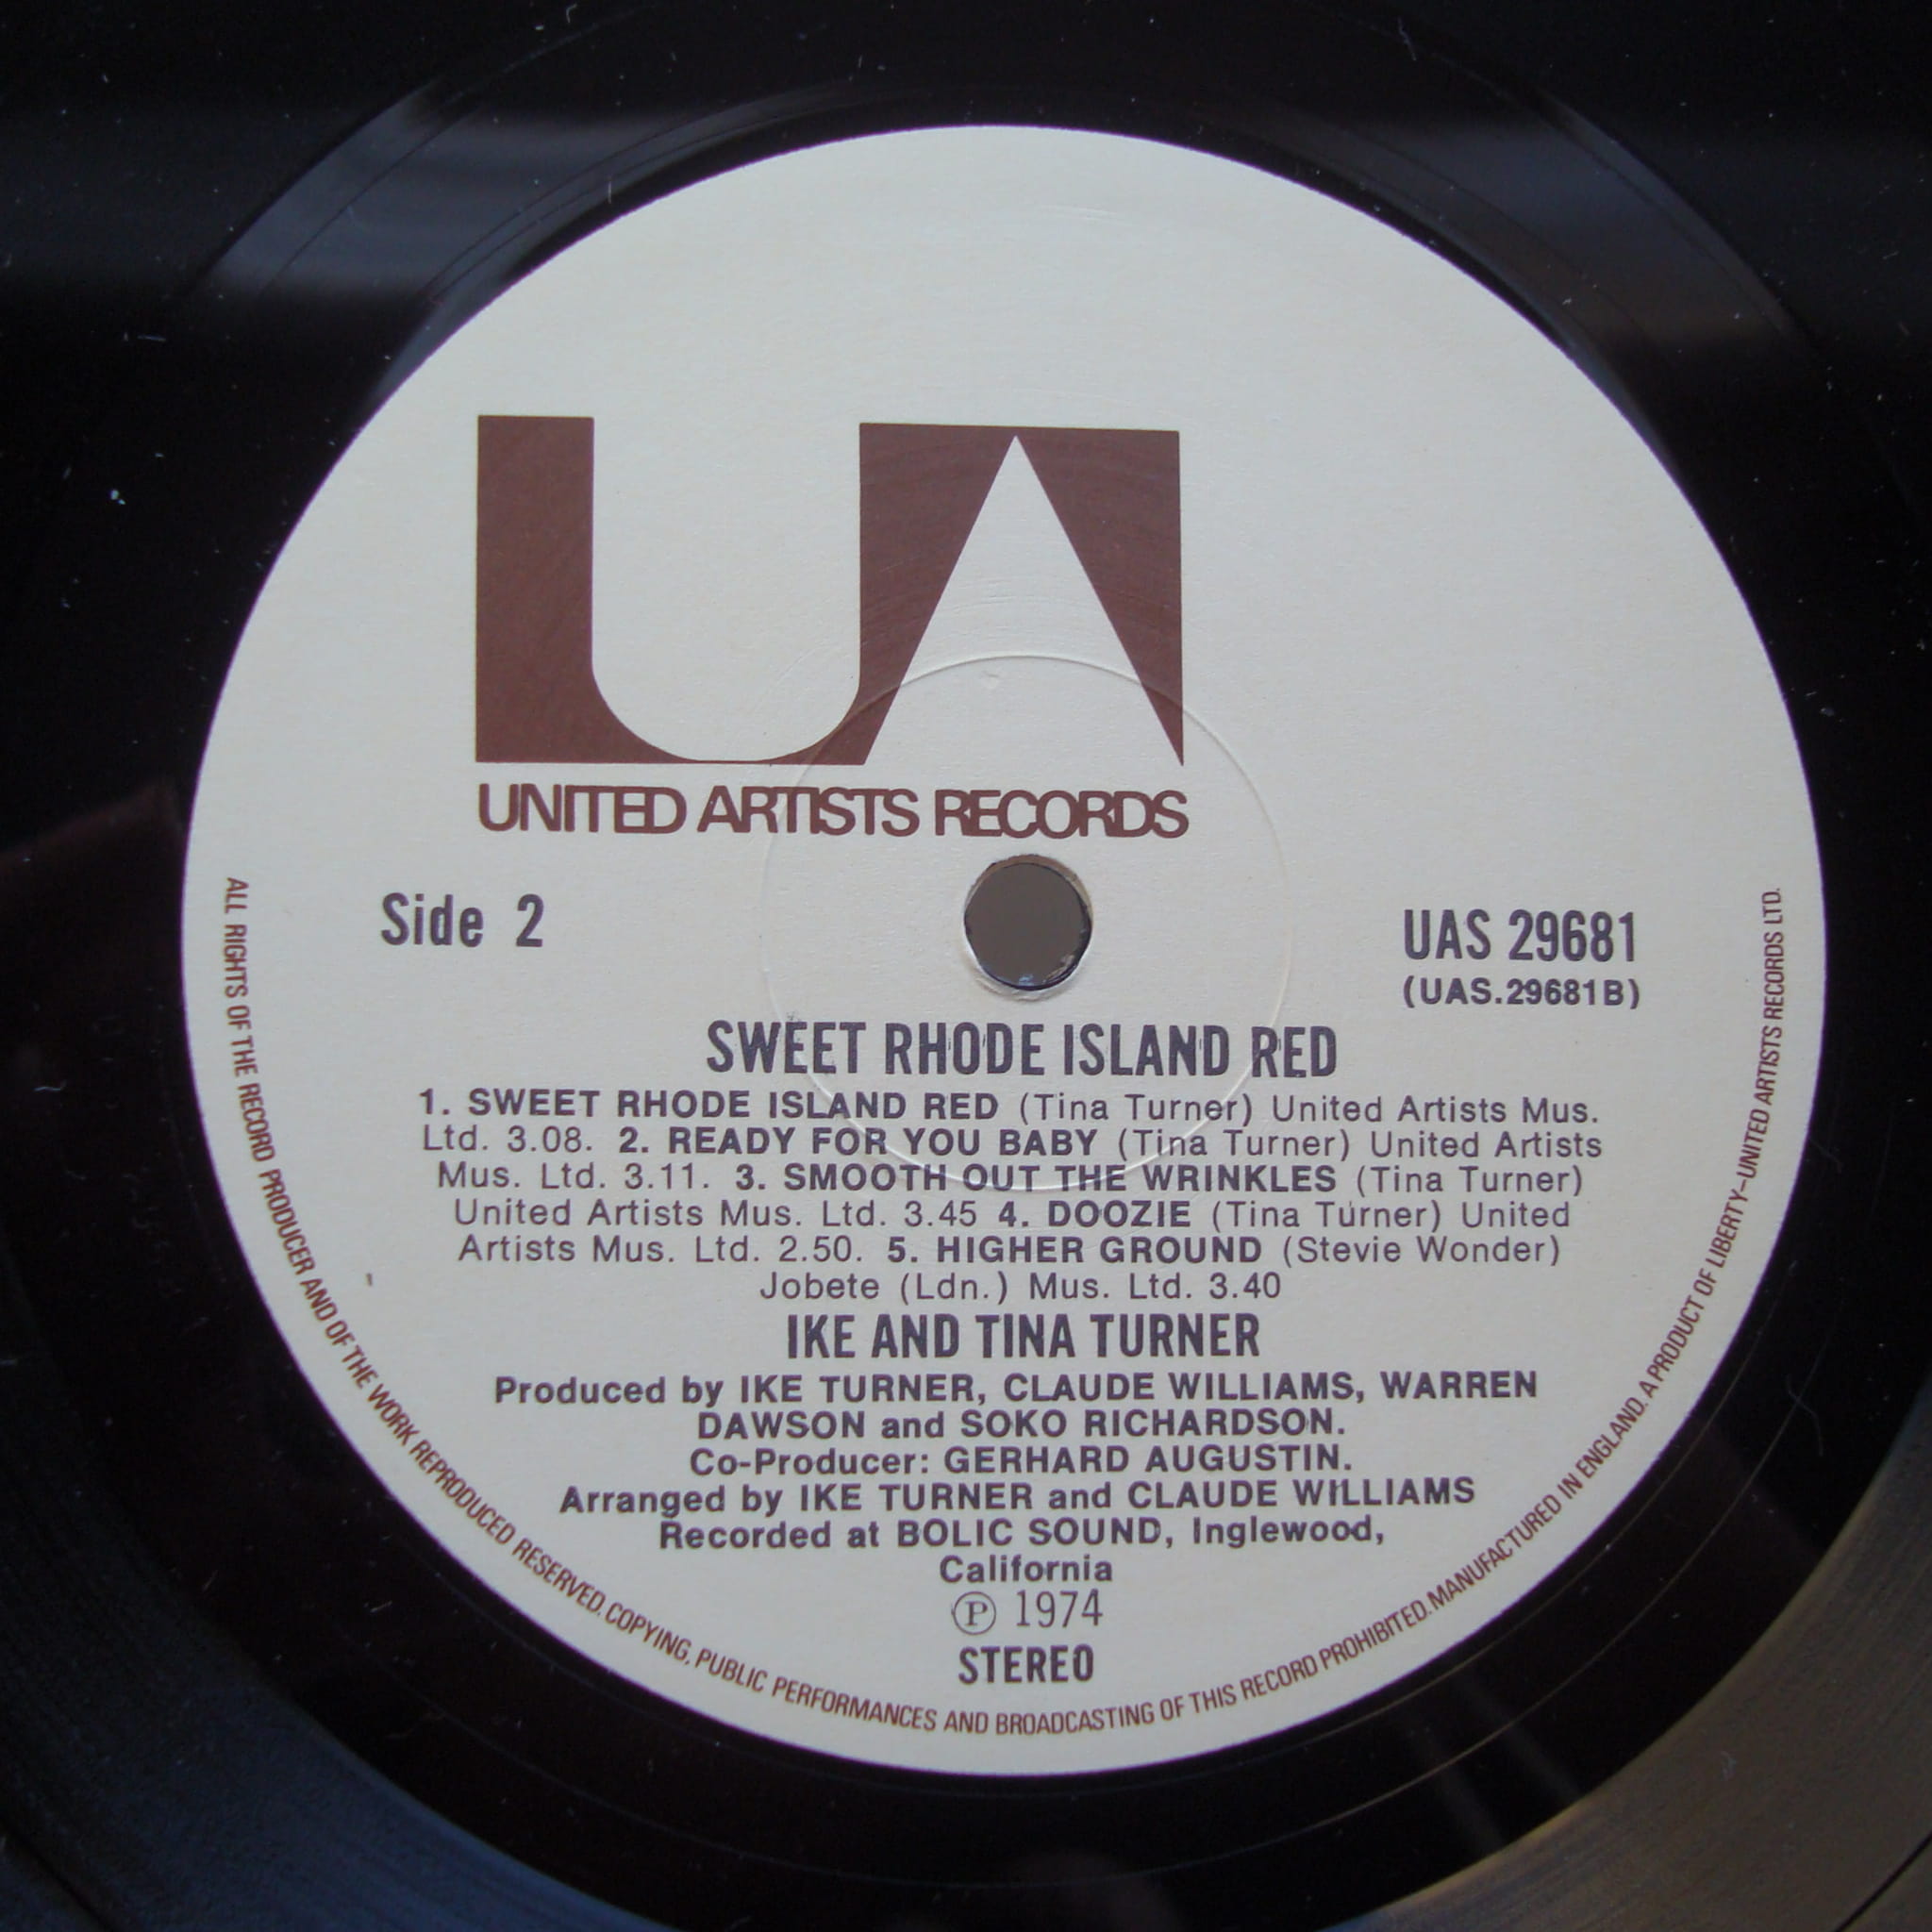 UA
UNITED ARTISTS RECORDS
Side 2
UAS 29681
(UAS.29681B)
SWEET RHODE ISLAND RED
1. SWEET RHODE ISLAND RED (Tina Turner) United Artists Mus.
Ltd. 3.08. 2. READY FOR YOU BABY (Tina Turner) United Artists
Mus. Ltd. 3.11. 3. SMOOTH OUT THE WRINKLES (Tina Turner)
United Artists Mus. Ltd. 3.45 4. DOOZIE (Tina Turner) United
Artists Mus. Ltd. 2.50. 5. HIGHER GROUND (Stevie Wonder)
Jobete (Ldn.) Mus. Ltd. 3.40
IKE AND TINA TURNER
Produced by IKE TURNER, CLAUDE WILLIAMS, WARREN
DAWSON and SOKO RICHARDSON.
Co-Producer: GERHARD AUGUSTIN.
Arranged by IKE TURNER and CLAUDE WILLIAMS
Recorded at BOLIC SOUND, Inglewood,
California
℗ 1974
STEREO
ALL RIGHTS OF THE RECORD PRODUCER AND OF THE WORK REPRODUCED RESERVED. COPYING, PUBLIC PERFORMANCES AND BROADCASTING OF THIS RECORD PROHIBITED. MANUFACTURED IN ENGLAND. A PRODUCT OF LIBERTY-UNITED ARTISTS RECORDS LTD.